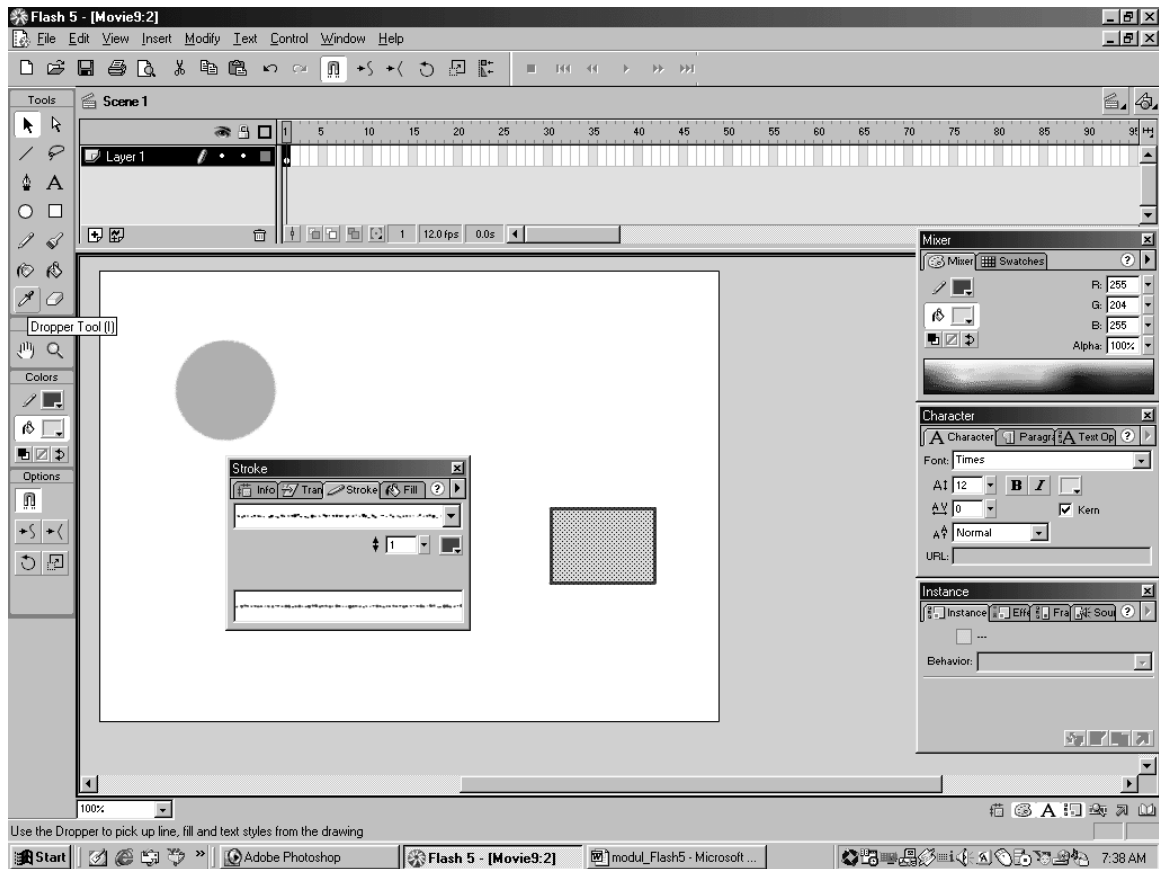 Flash 5 - [Movie9:2]
File Edit View Insert Modify Text Control Window Help
Tools
Scene 1
1 5 10 15 20 25 30 35 40 45 50 55 60 65 70 75 80 85 90 95
Layer 1
1 12.0 fps 0.0s
Dropper Tool (I)
Colors
Options
Mixer
Mixer Swatches
R: 255
G: 204
B: 255
Alpha: 100%
Stroke
Info Tran Stroke Fill ?
1
Character
Character Paragra Text Op ?
Font: Times
12 B I
0 Kern
Normal
URL:
Instance
Instance Effe Fra Sour ?
---
Behavior:
100%
Use the Dropper to pick up line, fill and text styles from the drawing
Start Adobe Photoshop Flash 5 - [Movie9:2] modul_Flash5 - Microsoft ... 7:38 AM